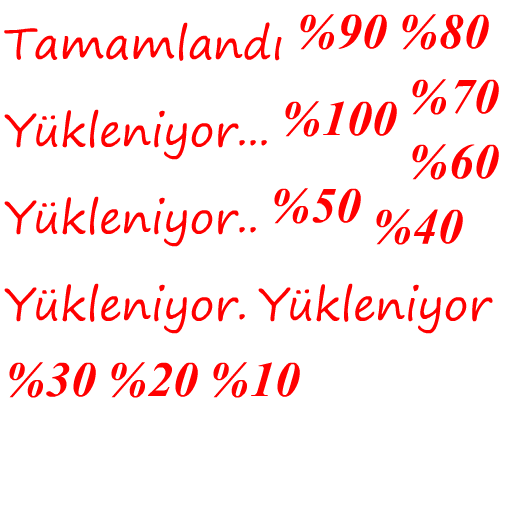 Tamamlandı %90 %80
Yükleniyor... %100 %70
%60
Yükleniyor.. %50 %40
Yükleniyor. Yükleniyor
%30 %20 %10